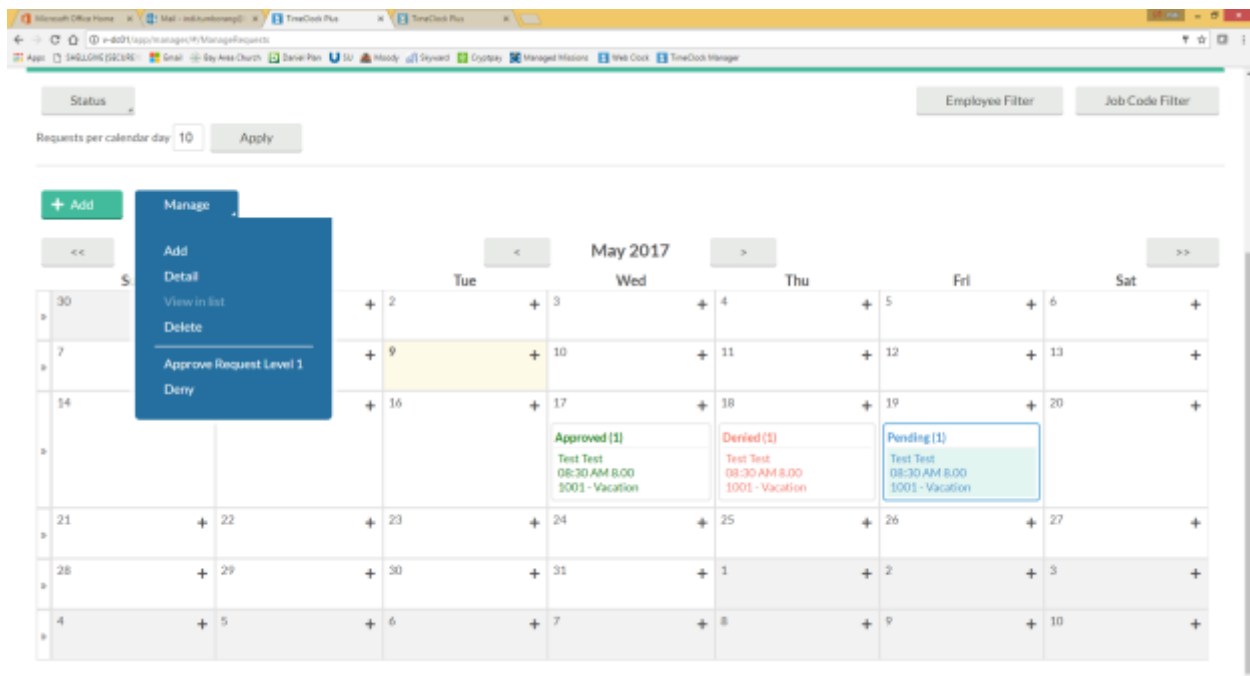 Microsoft Office Home
TimeClock Plus
TimeClock Plus
Apps
Gmail
Bay Area Church
Daniel Plan
SU
Moody
Skyward
Cryptpay
Managed Missions
Web Clock
TimeClock Manager
Status
Employee Filter
Job Code Filter
Requests per calendar day 10 Apply
+ Add
Manage
Add
Detail
View in list
Delete
Approve Request Level 1
Deny
<< < May 2017 > >>
Tue Wed Thu Fri Sat
30 + 2 + 3 + 4 + 5 + 6 +
7 + 9 + 10 + 11 + 12 + 13 +
14 + 16 + 17 + 18 + 19 + 20 +
Approved (1)
Test Test
08:30 AM 8.00
1001 - Vacation
Denied (1)
Test Test
08:30 AM 8.00
1001 - Vacation
Pending (1)
Test Test
08:30 AM 8.00
1001 - Vacation
21 + 22 + 23 + 24 + 25 + 26 + 27 +
28 + 29 + 30 + 31 + 1 + 2 + 3 +
4 + 5 + 6 + 7 + 8 + 9 + 10 +